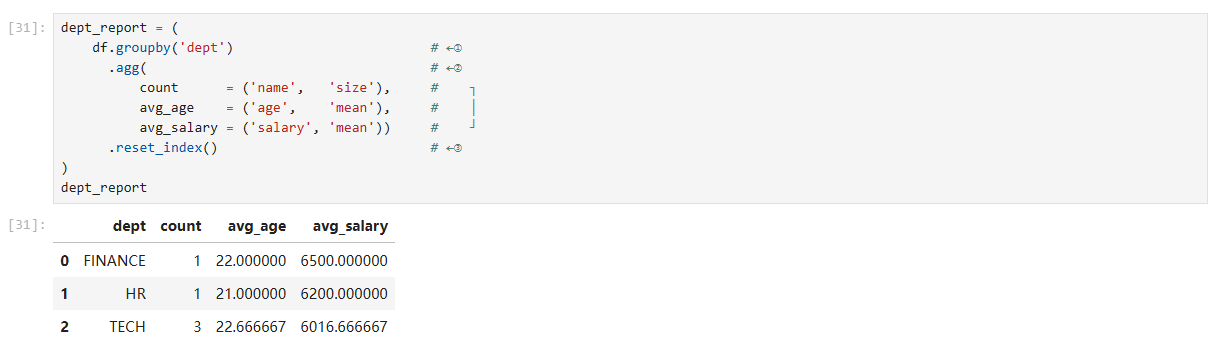 [31]: dept_report = (
df.groupby('dept') # ←①
.agg( # ←②
count = ('name', 'size'), # ┐
avg_age = ('age', 'mean'), # │
avg_salary = ('salary', 'mean')) # ┘
.reset_index() # ←③
)
dept_report
[31]: dept count avg_age avg_salary
0 FINANCE 1 22.000000 6500.000000
1 HR 1 21.000000 6200.000000
2 TECH 3 22.666667 6016.666667